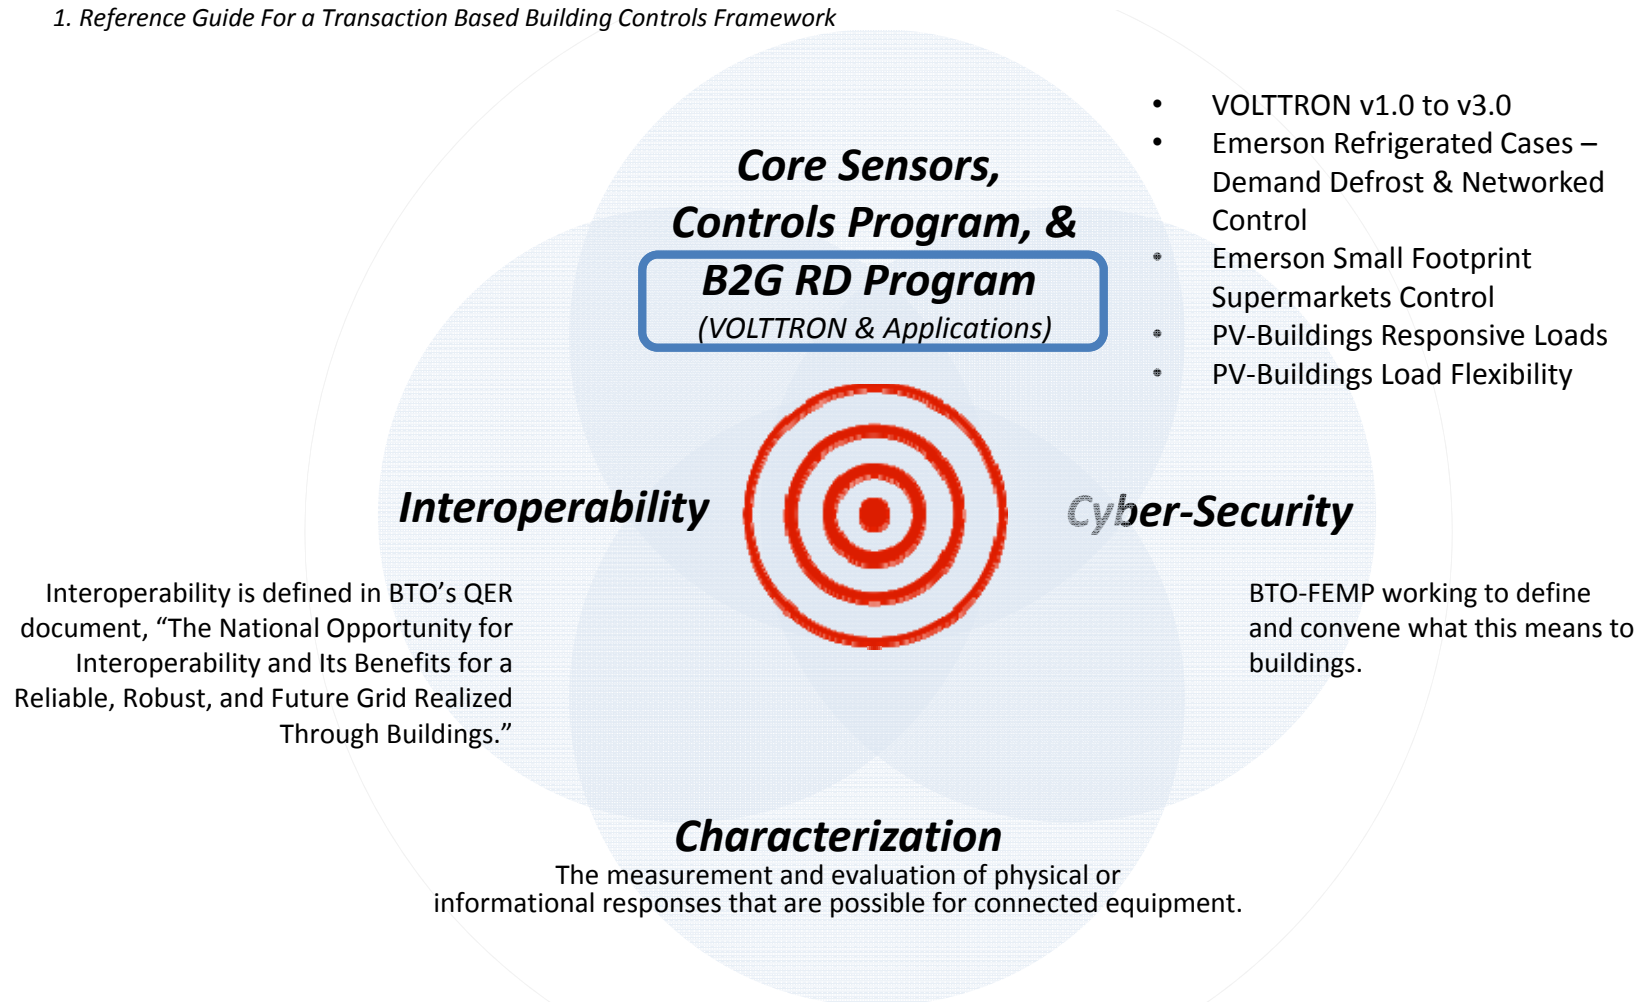 1. Reference Guide For a Transaction Based Building Controls Framework
• VOLTTRON v1.0 to v3.0
• Emerson Refrigerated Cases –
Demand Defrost & Networked
Control
• Emerson Small Footprint
Supermarkets Control
• PV-Buildings Responsive Loads
• PV-Buildings Load Flexibility
Core Sensors,
Controls Program, &
B2G RD Program
(VOLTTRON & Applications)
Interoperability
Interoperability is defined in BTO’s QER
document, “The National Opportunity for
Interoperability and Its Benefits for a
Reliable, Robust, and Future Grid Realized
Through Buildings.”
Cyber-Security
BTO-FEMP working to define
and convene what this means to
buildings.
Characterization
The measurement and evaluation of physical or
informational responses that are possible for connected equipment.